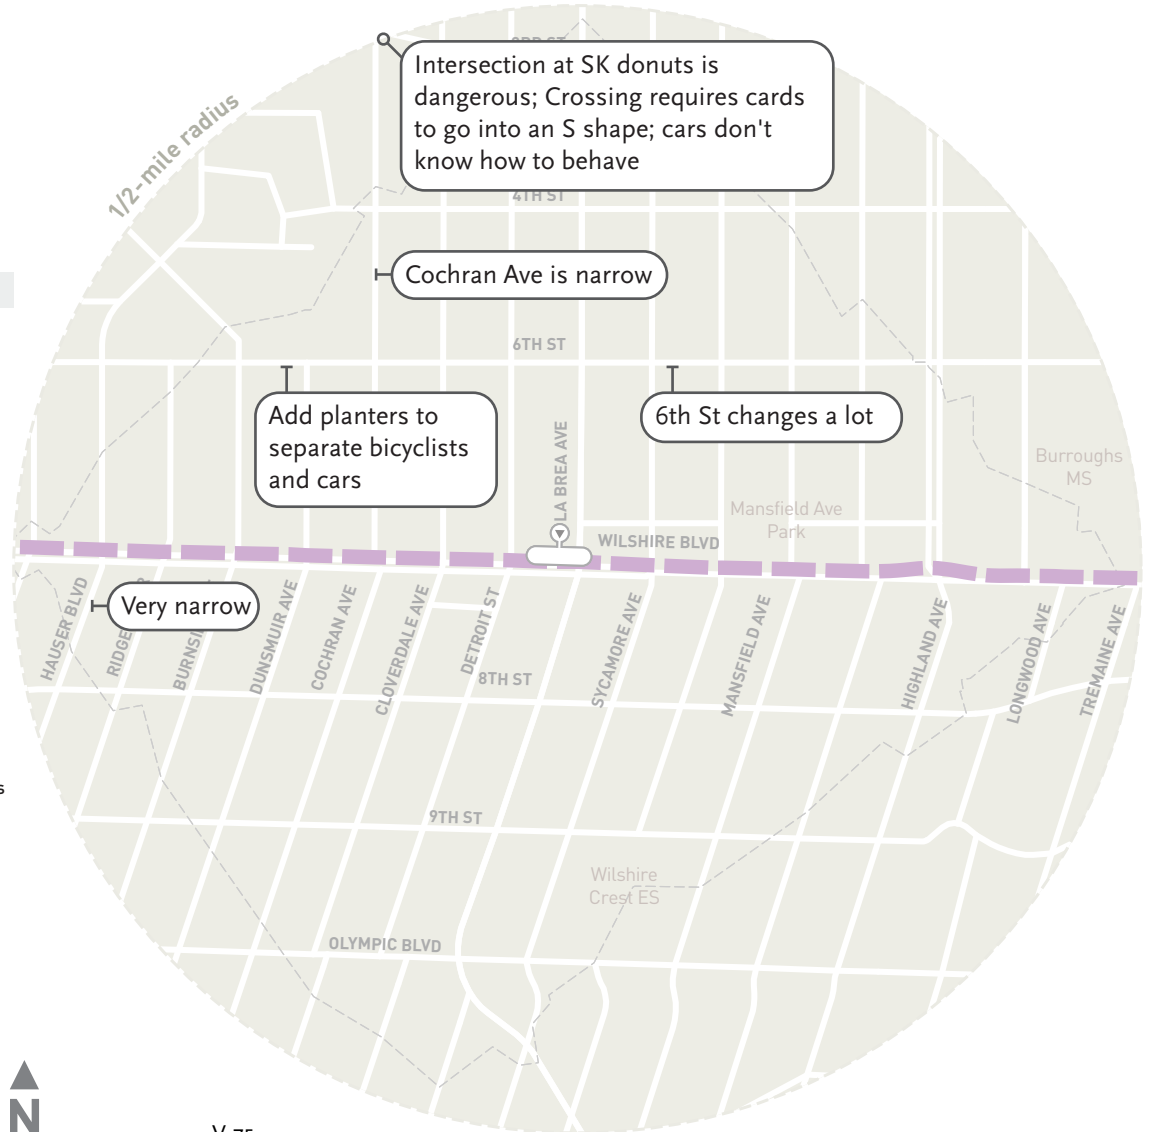 3RD ST
Intersection at SK donuts is
dangerous; Crossing requires cards
to go into an S shape; cars don't
know how to behave
1/2-mile radius
4TH ST
Cochran Ave is narrow
6TH ST
Add planters to
separate bicyclists
and cars
6th St changes a lot
LA BREA AVE
Burroughs
MS
Mansfield Ave
Park
WILSHIRE BLVD
Very narrow
HAUSER BLVD
DUNSMUIR AVE
COCHRAN AVE
CLOVERDALE AVE
DETROIT ST
SYCAMORE AVE
MANSFIELD AVE
HIGHLAND AVE
LONGWOOD AVE
TREMAINE AVE
8TH ST
9TH ST
Wilshire
Crest ES
OLYMPIC BLVD
N